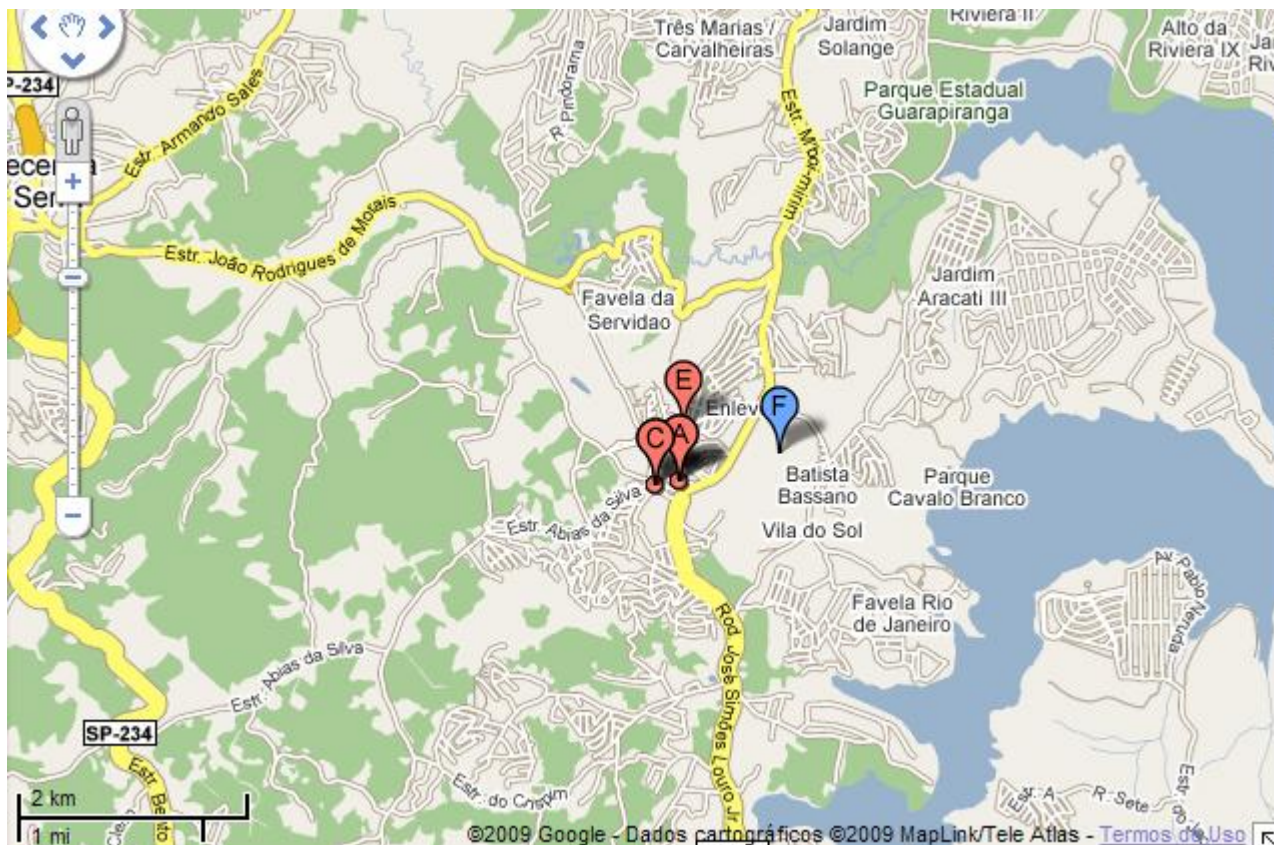 Riviera II
Três Marias /
Carvalheiras
Jardim
Solange
Alto da
Riviera IX
P-234
Estr. Armando Sales
R. Pindorama
Parque Estadual
Guarapiranga
Estr. M'boi-mirim
Estr. João Rodrigues de Morais
Jardim
Aracati III
Favela da
Servidao
E
Enlev
F
C
A
Batista
Bassano
Parque
Cavalo Branco
Estr. Abias da Silva
Vila do Sol
Av. Pablo Neruda
Favela Rio
de Janeiro
Rod. José Simões Louro Jr
Estr. Abias da Silva
SP-234
Estr. Bento
Estr. do Crispim
Estr. A
R. Sete
2 km
1 mi
©2009 Google - Dados cartográficos ©2009 MapLink/Tele Atlas - Termos de Uso